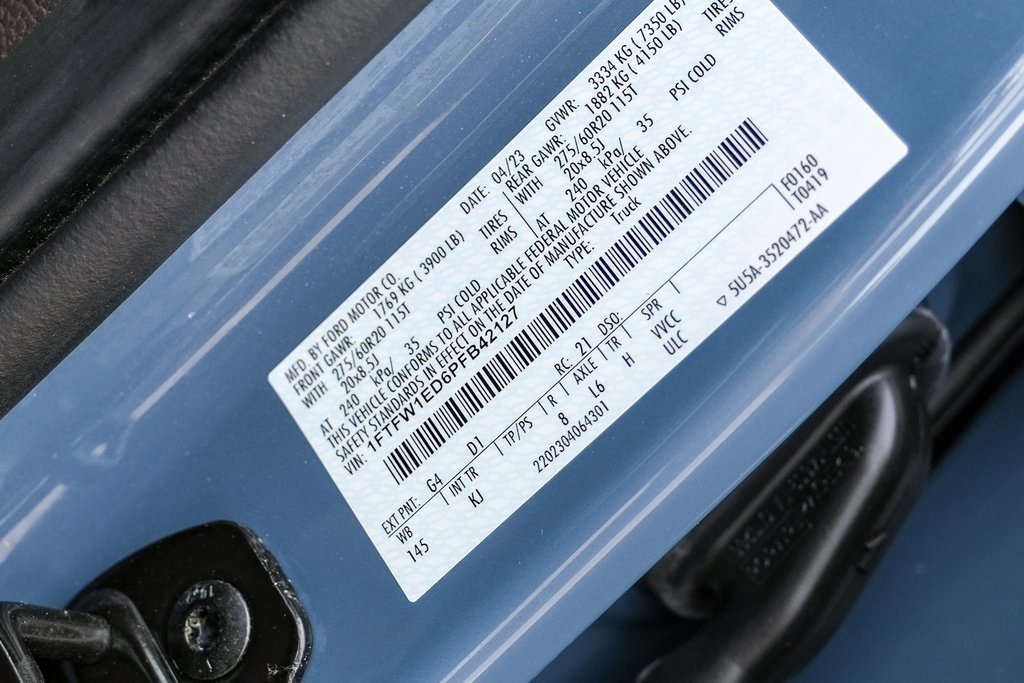 MFD. BY FORD MOTOR CO.
DATE: 04/23
GVWR: 3334 KG ( 7350 LB)
FRONT GAWR: 1769 KG ( 3900 LB)
REAR GAWR: 1882 KG ( 4150 LB)
WITH 275/60R20 115T TIRES
WITH 275/60R20 115T TIRES
20x8.5J RIMS
20x8.5J RIMS
AT 240 kPa/ 35 PSI COLD
AT 240 kPa/ 35 PSI COLD
THIS VEHICLE CONFORMS TO ALL APPLICABLE FEDERAL MOTOR VEHICLE
SAFETY STANDARDS IN EFFECT ON THE DATE OF MANUFACTURE SHOWN ABOVE.
VIN: 1FTFW1ED6PFB42127
TYPE: Truck
F0160
T0419
EXT PNT: G4 D1 RC: 21 DSO:
WB INT TR TP/PS R AXLE TR SPR
145 KJ 8 L6 H VVCC
2202304064301 ULC
▽ 5U5A-3520472-AA